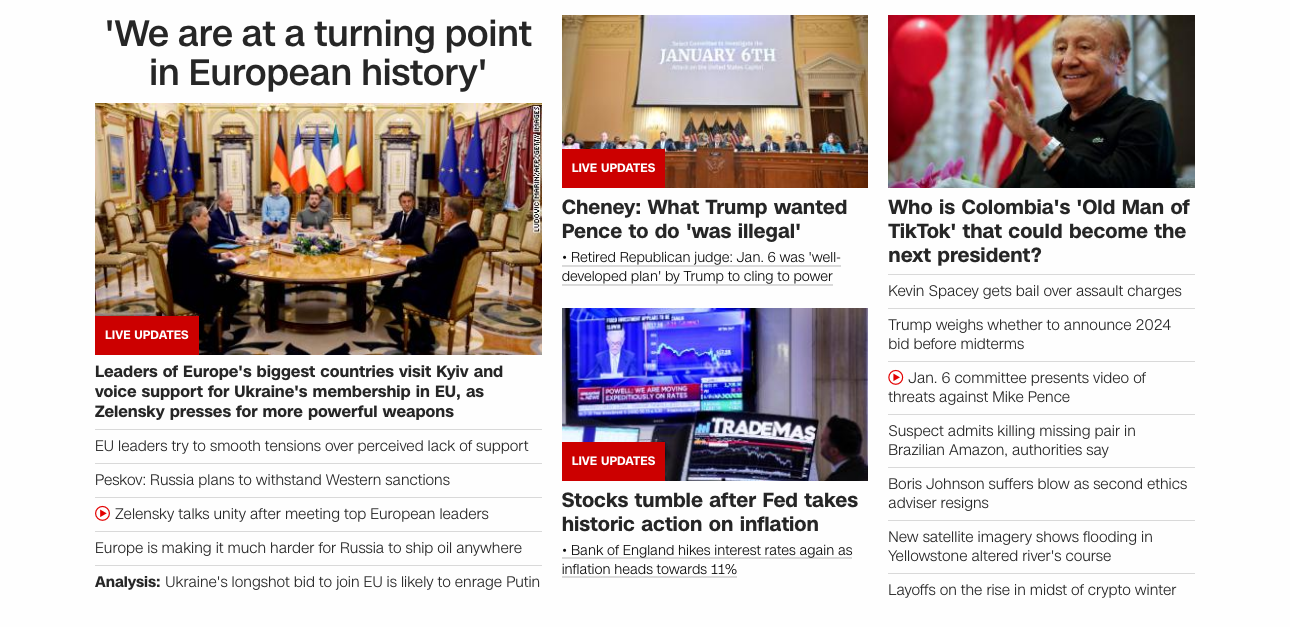 'We are at a turning point
in European history'
LUDOVIC MARIN/AFP/GETTY IMAGES
LIVE UPDATES
Leaders of Europe's biggest countries visit Kyiv and
voice support for Ukraine's membership in EU, as
Zelensky presses for more powerful weapons
EU leaders try to smooth tensions over perceived lack of support
Peskov: Russia plans to withstand Western sanctions
Zelensky talks unity after meeting top European leaders
Europe is making it much harder for Russia to ship oil anywhere
Analysis: Ukraine's longshot bid to join EU is likely to enrage Putin
Select Committee to Investigate the
JANUARY 6TH
Attack on the United States Capitol
LIVE UPDATES
Cheney: What Trump wanted
Pence to do 'was illegal'
• Retired Republican judge: Jan. 6 was 'well-
developed plan' by Trump to cling to power
POWELL: WE ARE MOVING
EXPEDITIOUSLY ON RATES
TRADEMAS
LIVE UPDATES
Stocks tumble after Fed takes
historic action on inflation
• Bank of England hikes interest rates again as
inflation heads towards 11%
Who is Colombia's 'Old Man of
TikTok' that could become the
next president?
Kevin Spacey gets bail over assault charges
Trump weighs whether to announce 2024
bid before midterms
Jan. 6 committee presents video of
threats against Mike Pence
Suspect admits killing missing pair in
Brazilian Amazon, authorities say
Boris Johnson suffers blow as second ethics
adviser resigns
New satellite imagery shows flooding in
Yellowstone altered river's course
Layoffs on the rise in midst of crypto winter